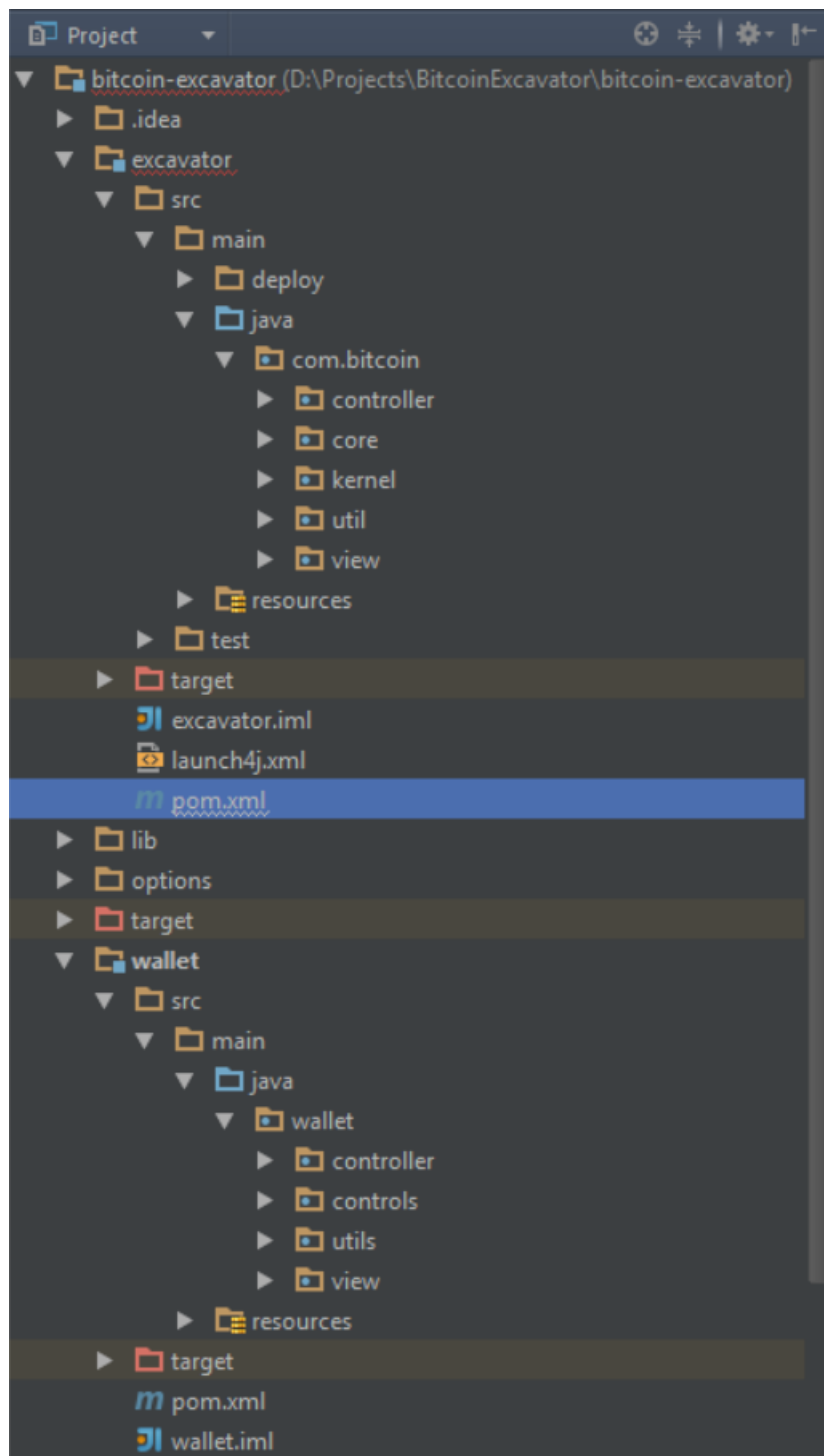 Project
bitcoin-excavator (D:\Projects\BitcoinExcavator\bitcoin-excavator)
.idea
excavator
src
main
deploy
java
com.bitcoin
controller
core
kernel
util
view
resources
test
target
excavator.iml
launch4j.xml
pom.xml
lib
options
target
wallet
src
main
java
wallet
controller
controls
utils
view
resources
target
pom.xml
wallet.iml